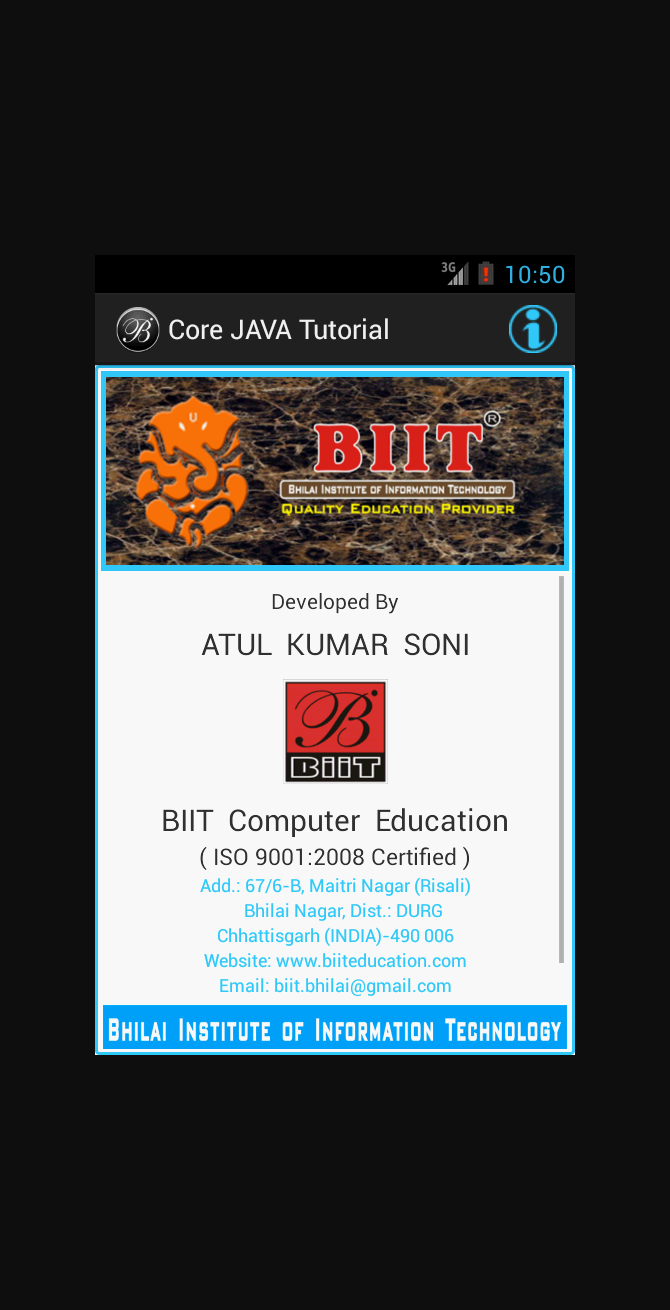 3G 10:50
B Core JAVA Tutorial i
BIIT ®
BHILAI INSTITUTE OF INFORMATION TECHNOLOGY
QUALITY EDUCATION PROVIDER
Developed By
ATUL KUMAR SONI
B
BIIT
BIIT Computer Education
( ISO 9001:2008 Certified )
Add.: 67/6-B, Maitri Nagar (Risali)
Bhilai Nagar, Dist.: DURG
Chhattisgarh (INDIA)-490 006
Website: www.biiteducation.com
Email: biit.bhilai@gmail.com
BHILAI INSTITUTE OF INFORMATION TECHNOLOGY